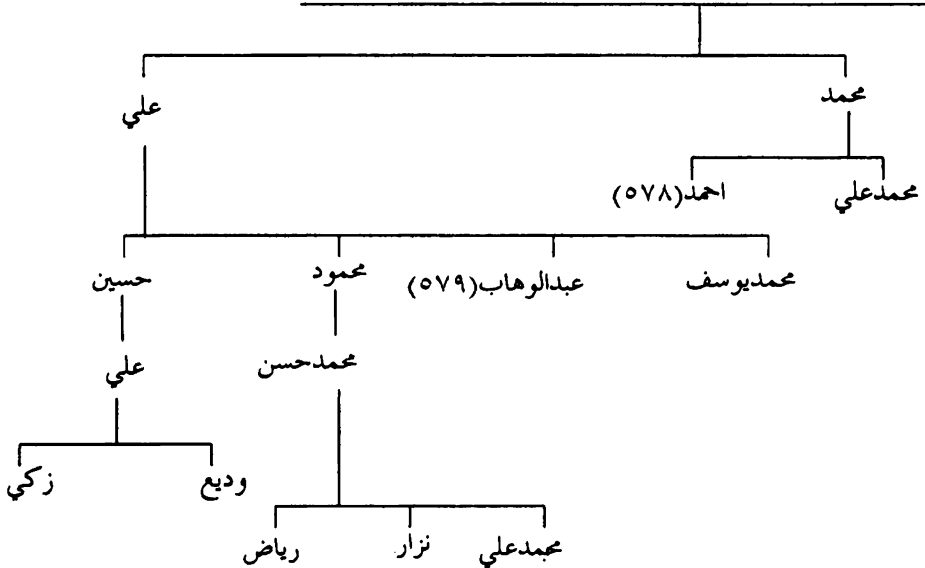 محمد علي
محمدعلي احمد(٥٧٨)
محمديوسف عبدالوهاب(٥٧٩) محمود حسين
محمدحسن علي
وديع زكي
محمدعلي نزار رياض